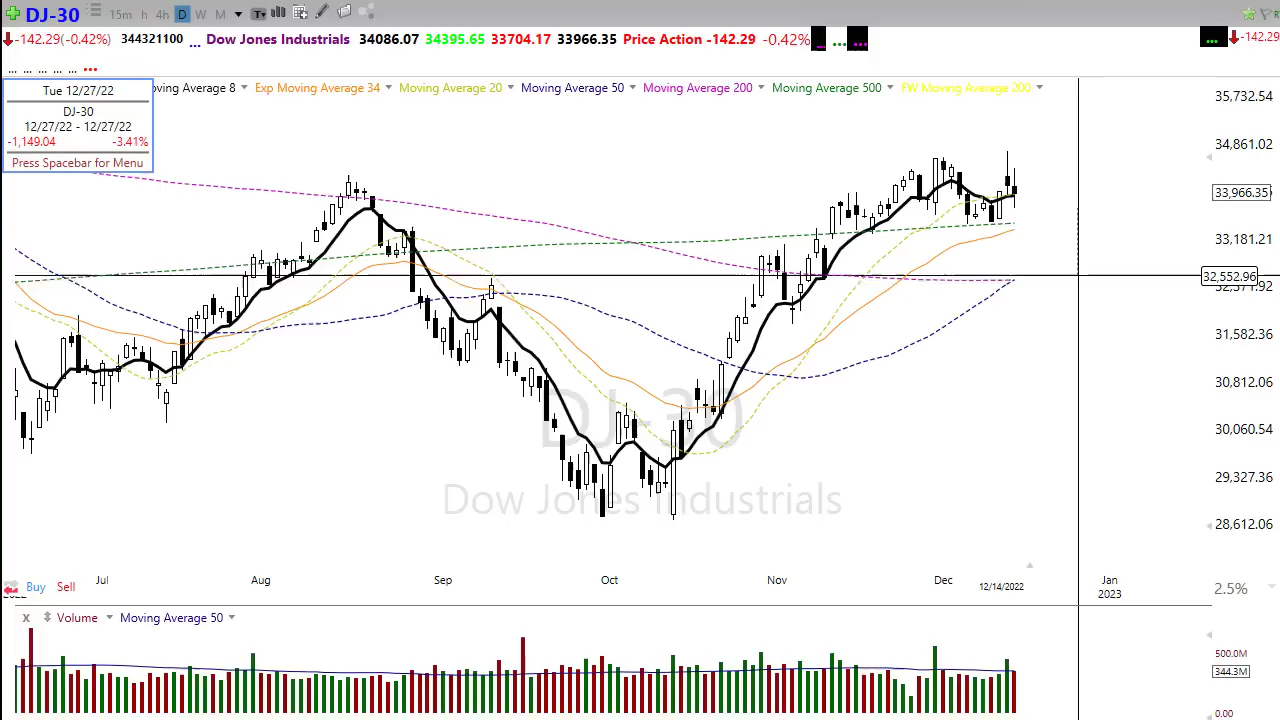 DJ-30 15m h 4h D W M T
-142.29(-0.42%) 344321100 ... Dow Jones Industrials 34086.07 34395.65 33704.17 33966.35 Price Action -142.29 -0.42% ... ... ... ... -142.29
... ... ... ... ... ...
Tue 12/27/22
DJ-30
12/27/22 - 12/27/22
-1,149.04 -3.41%
Press Spacebar for Menu
oving Average 8 Exp Moving Average 34 Moving Average 20 Moving Average 50 Moving Average 200 Moving Average 500 FW Moving Average 200
35,732.54
34,861.02
33,966.35
33,181.21
32,552.96
31,582.36
30,812.06
30,060.54
29,327.36
28,612.06
DJ-30
Dow Jones Industrials
Jul Aug Sep Oct Nov Dec 12/14/2022 Jan
2023
Buy Sell 2.5%
x Volume Moving Average 50
500.0M
344.3M
0.00